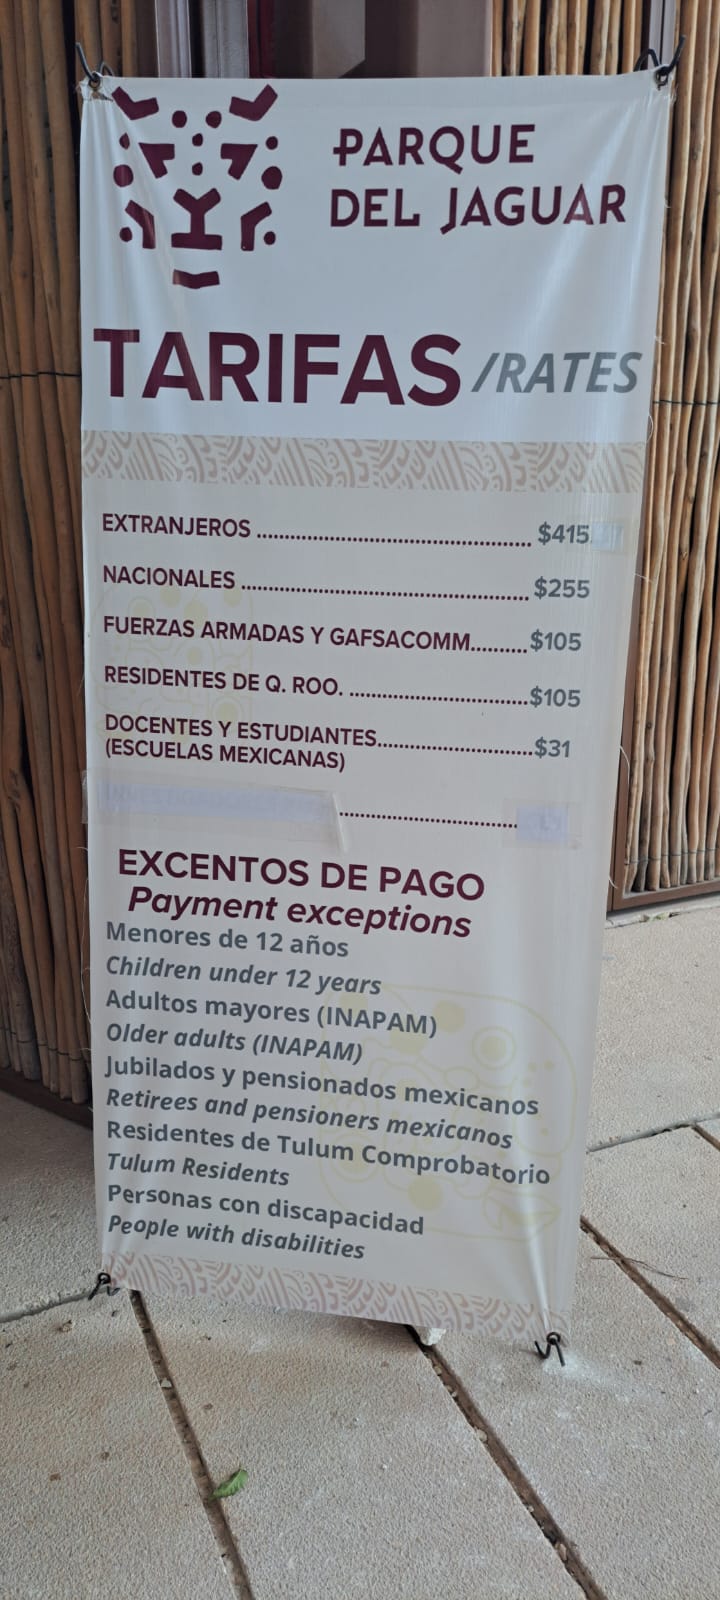 PARQUE
DEL JAGUAR
TARIFAS /RATES
EXTRANJEROS ........................................ $415
NACIONALES .......................................... $255
FUERZAS ARMADAS Y GAFSACOMM.......... $105
RESIDENTES DE Q. ROO. .......................... $105
DOCENTES Y ESTUDIANTES...................... $31
(ESCUELAS MEXICANAS)
EXCENTOS DE PAGO
Payment exceptions
Menores de 12 años
Children under 12 years
Adultos mayores (INAPAM)
Older adults (INAPAM)
Jubilados y pensionados mexicanos
Retirees and pensioners mexicanos
Residentes de Tulum Comprobatorio
Tulum Residents
Personas con discapacidad
People with disabilities